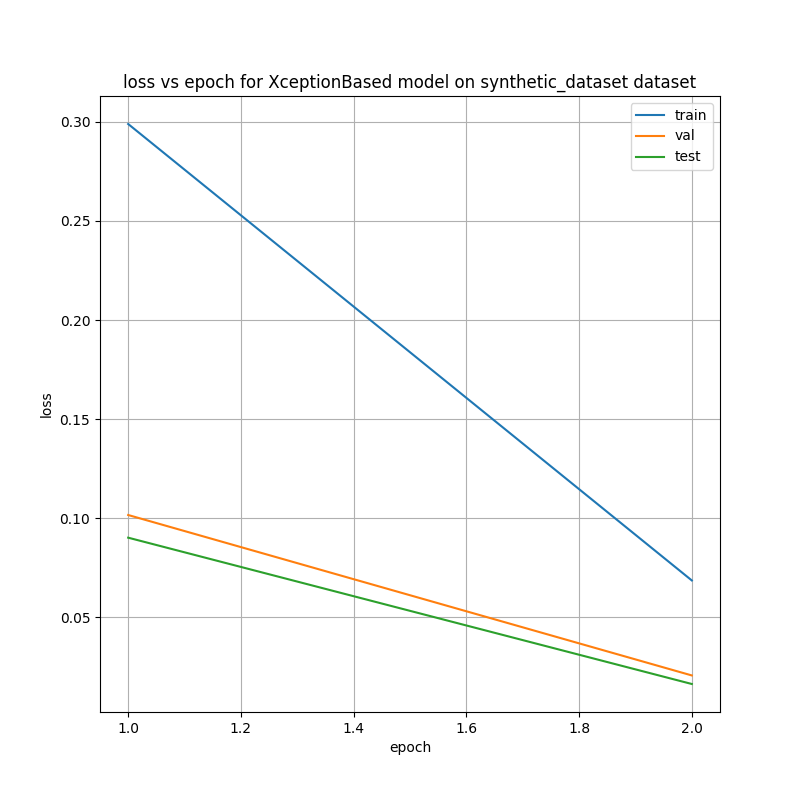 loss vs epoch for XceptionBased model on synthetic_dataset dataset
train
val
test
0.30
0.25
0.20
0.15
0.10
0.05
loss
1.0 1.2 1.4 1.6 1.8 2.0
epoch